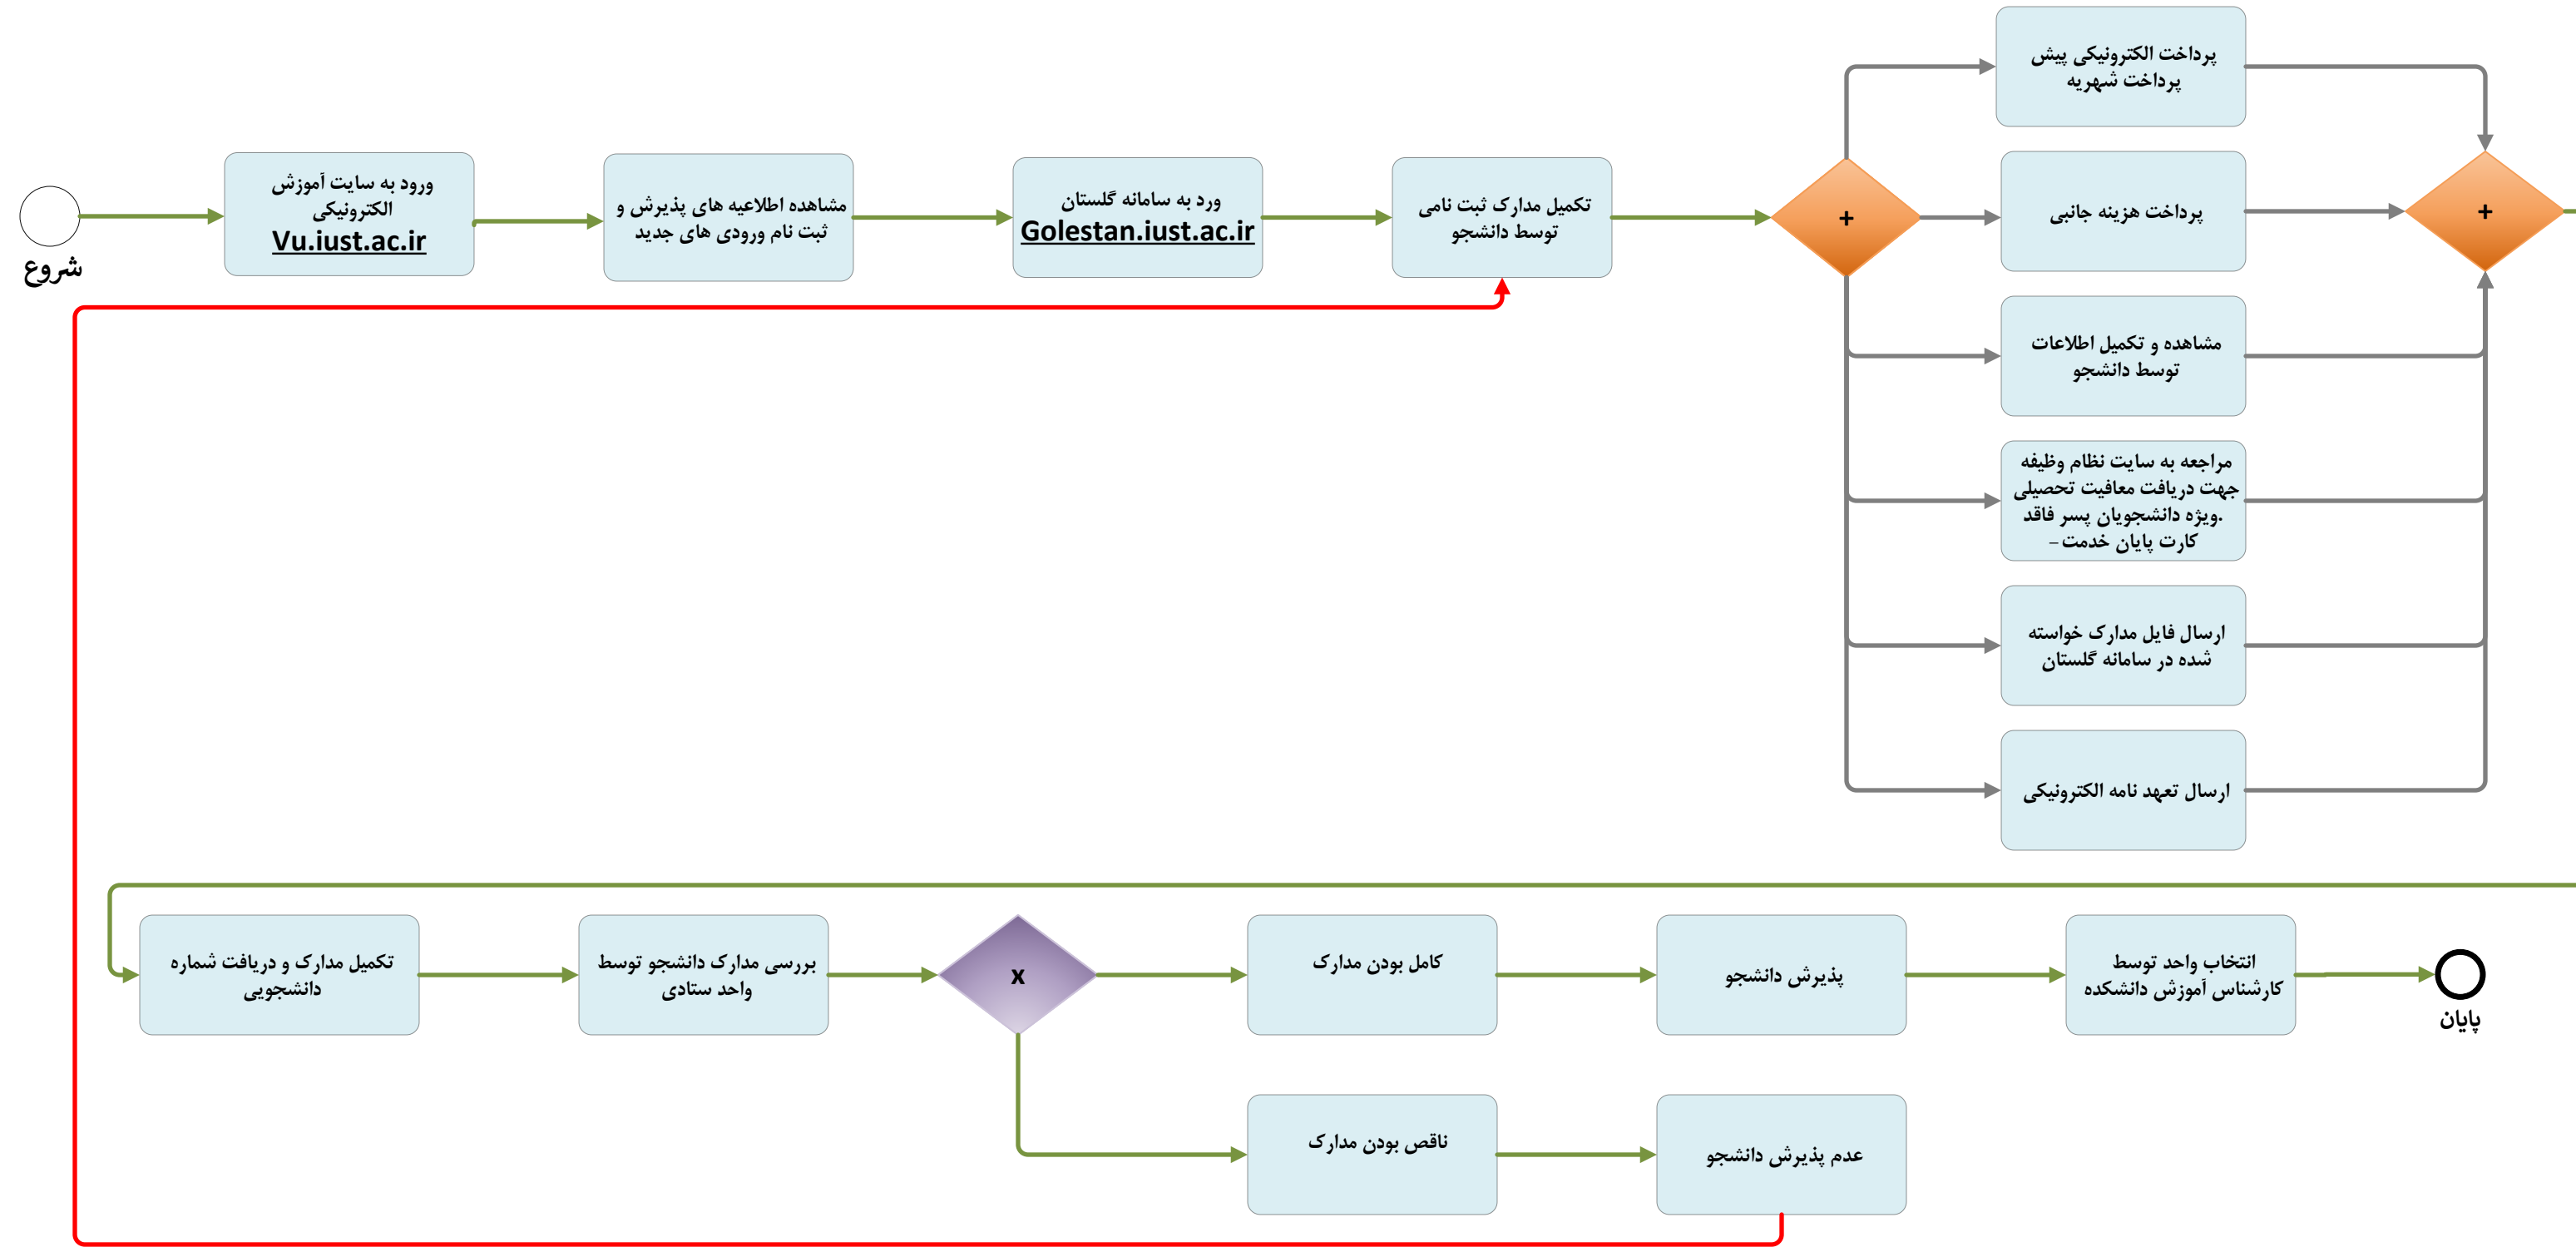 شروع
ورود به سایت آموزش
الکترونیکی
Vu.iust.ac.ir
مشاهده اطلاعیه های پذیرش و
ثبت نام ورودی های جدید
ورد به سامانه گلستان
Golestan.iust.ac.ir
تکمیل مدارک ثبت نامی
توسط دانشجو
+
پرداخت الکترونیکی پیش
پرداخت شهریه
پرداخت هزینه جانبی
مشاهده و تکمیل اطلاعات
توسط دانشجو
مراجعه به سایت نظام وظیفه
جهت دریافت معافیت تحصیلی
.ویژه دانشجویان پسر فاقد
کارت پایان خدمت –
ارسال فایل مدارک خواسته
شده در سامانه گلستان
ارسال تعهد نامه الکترونیکی
+
تکمیل مدارک و دریافت شماره
دانشجویی
بررسی مدارک دانشجو توسط
واحد ستادی
x
کامل بودن مدارک
پذیرش دانشجو
انتخاب واحد توسط
کارشناس آموزش دانشکده
پایان
ناقص بودن مدارک
عدم پذیرش دانشجو